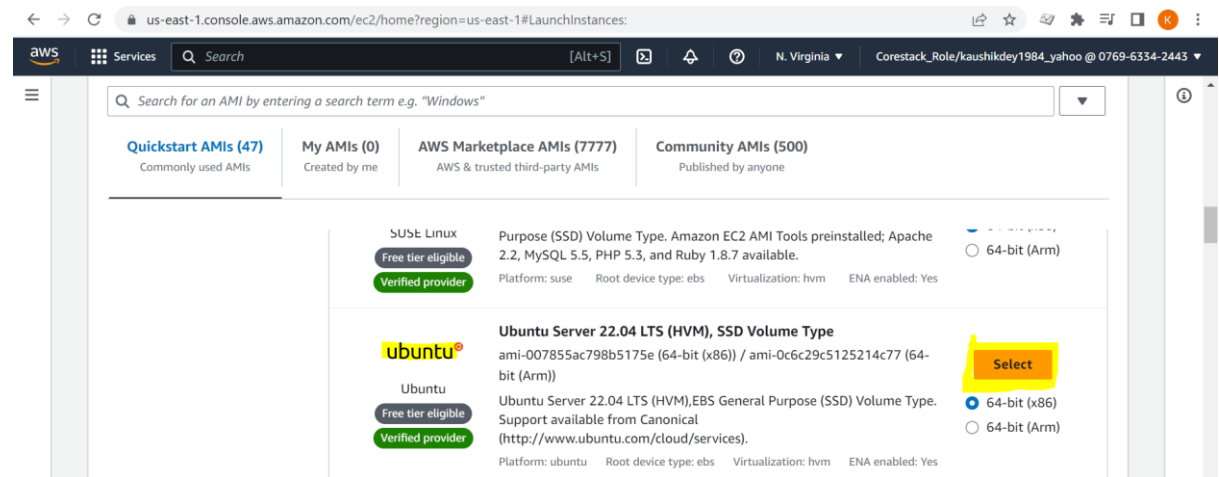 us-east-1.console.aws.amazon.com/ec2/home?region=us-east-1#LaunchInstances:
K
aws
Services
Search
[Alt+S]
N. Virginia
Corestack_Role/kaushikdey1984_yahoo @ 0769-6334-2443
Search for an AMI by entering a search term e.g. "Windows"
Quickstart AMIs (47)
Commonly used AMIs
My AMIs (0)
Created by me
AWS Marketplace AMIs (7777)
AWS & trusted third-party AMIs
Community AMIs (500)
Published by anyone
SUSE Linux
Free tier eligible
Verified provider
Purpose (SSD) Volume Type. Amazon EC2 AMI Tools preinstalled; Apache
2.2, MySQL 5.5, PHP 5.3, and Ruby 1.8.7 available.
Platform: suse Root device type: ebs Virtualization: hvm ENA enabled: Yes
64-bit (Arm)
ubuntu
Ubuntu
Free tier eligible
Verified provider
Ubuntu Server 22.04 LTS (HVM), SSD Volume Type
ami-007855ac798b5175e (64-bit (x86)) / ami-0c6c29c5125214c77 (64-
bit (Arm))
Ubuntu Server 22.04 LTS (HVM),EBS General Purpose (SSD) Volume Type.
Support available from Canonical
(http://www.ubuntu.com/cloud/services).
Platform: ubuntu Root device type: ebs Virtualization: hvm ENA enabled: Yes
Select
64-bit (x86)
64-bit (Arm)